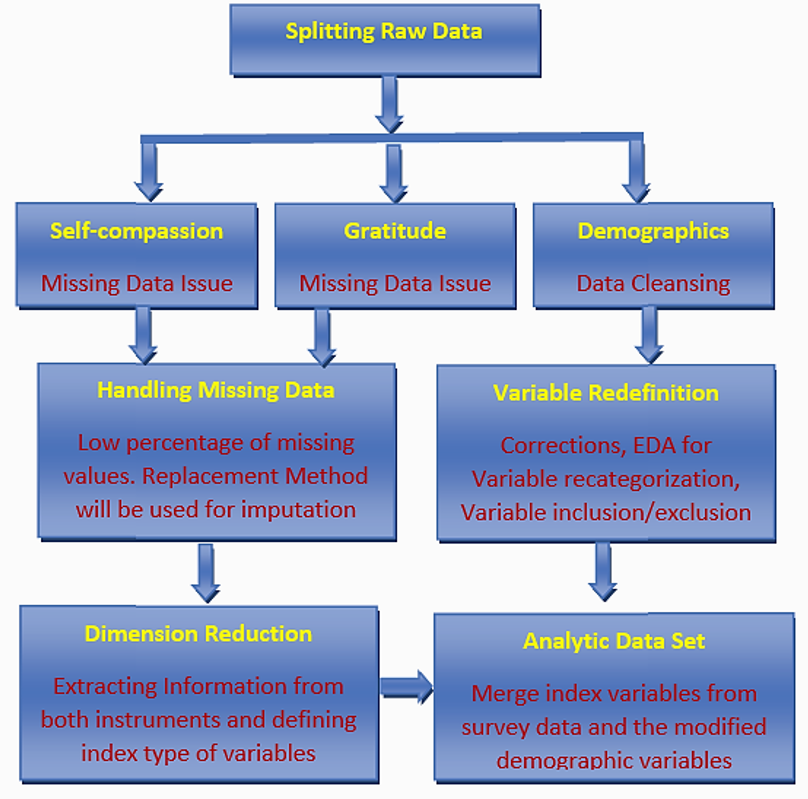 Splitting Raw Data
Self-compassion
Missing Data Issue
Gratitude
Missing Data Issue
Demographics
Data Cleansing
Handling Missing Data
Low percentage of missing
values. Replacement Method
will be used for imputation
Variable Redefinition
Corrections, EDA for
Variable recategorization,
Variable inclusion/exclusion
Dimension Reduction
Extracting Information from
both instruments and defining
index type of variables
Analytic Data Set
Merge index variables from
survey data and the modified
demographic variables